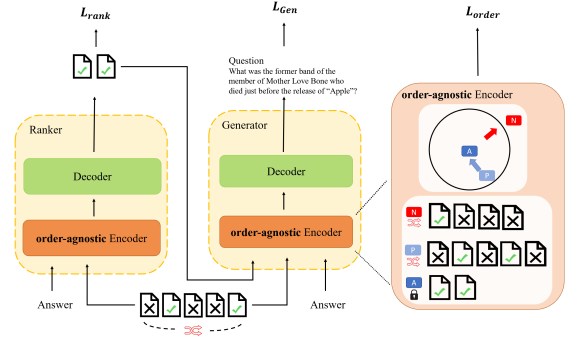 L_rank
L_Gen
L_order
Question
What was the former band of the
member of Mother Love Bone who
died just before the release of "Apple"?
Ranker
Decoder
order-agnostic Encoder
Answer
Generator
Decoder
order-agnostic Encoder
Answer
order-agnostic Encoder
N
A
P
N
P
A